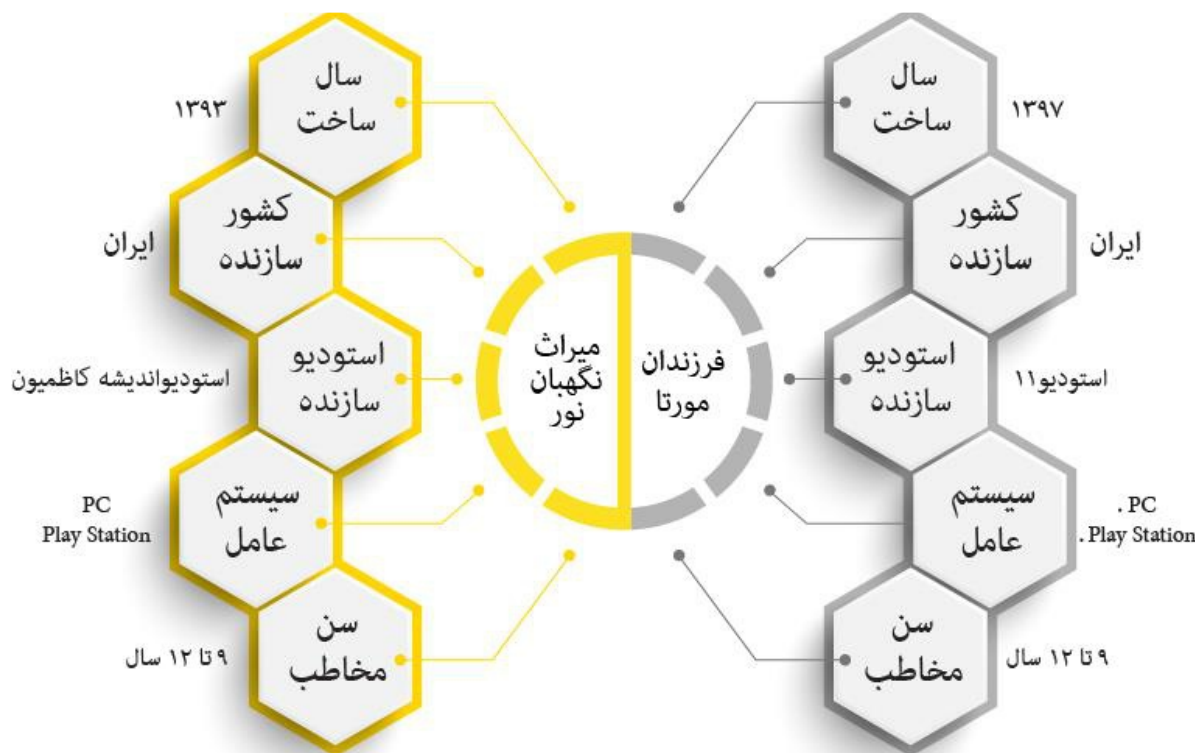 سال
ساخت
۱۳۹۷
کشور
سازنده
ایران
استودیو
سازنده
استودیو۱۱
سیستم
عامل
. PC
. Play Station
سن
مخاطب
۹ تا ۱۲ سال
فرزندان
مورتا
میراث
نگهبان
نور
سال
ساخت
۱۳۹۳
کشور
سازنده
ایران
استودیو
سازنده
استودیواندیشه کاظمیون
سیستم
عامل
PC
Play Station
سن
مخاطب
۹ تا ۱۲ سال